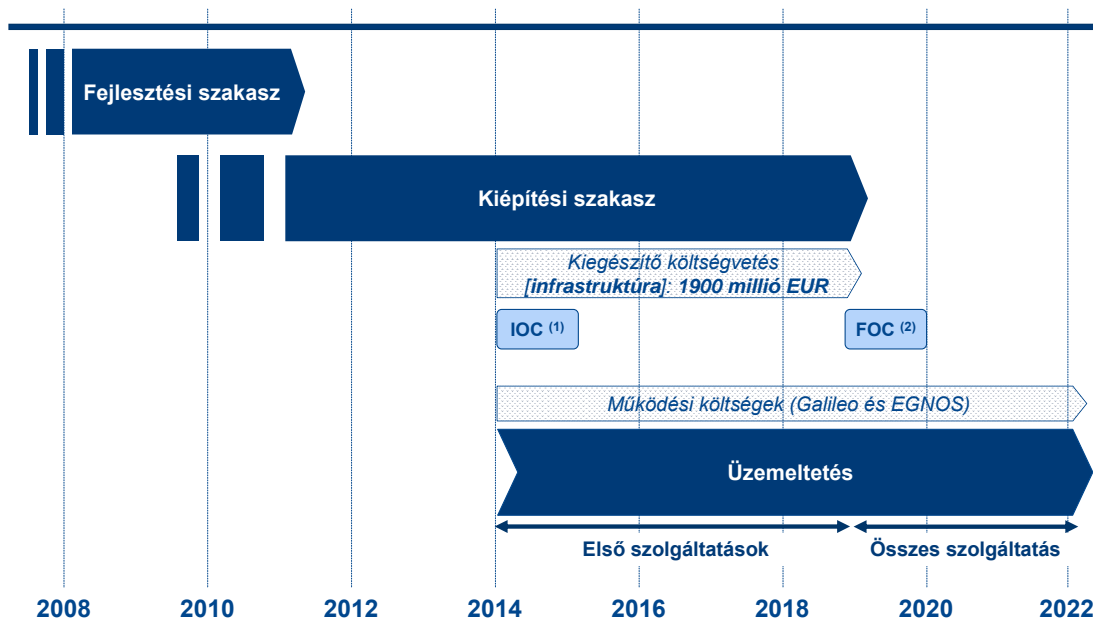 Fejlesztési szakasz
Kiépítési szakasz
Kiegészítő költségvetés
[infrastruktúra]: 1900 millió EUR
IOC (1)
FOC (2)
Működési költségek (Galileo és EGNOS)
Üzemeltetés
Első szolgáltatások
Összes szolgáltatás
2008
2010
2012
2014
2016
2018
2020
2022